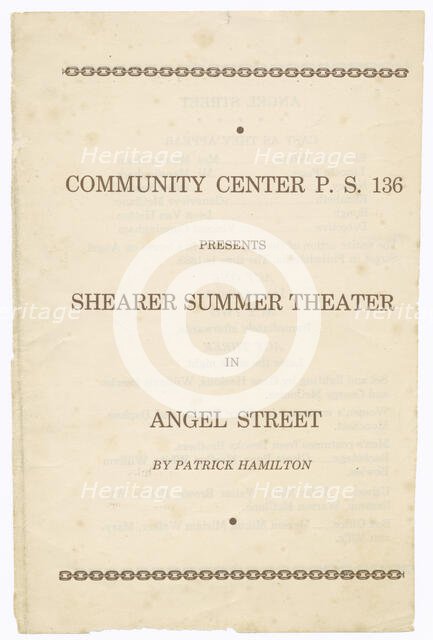 COMMUNITY CENTER P. S. 136
PRESENTS
SHEARER SUMMER THEATER
IN
ANGEL STREET
BY PATRICK HAMILTON